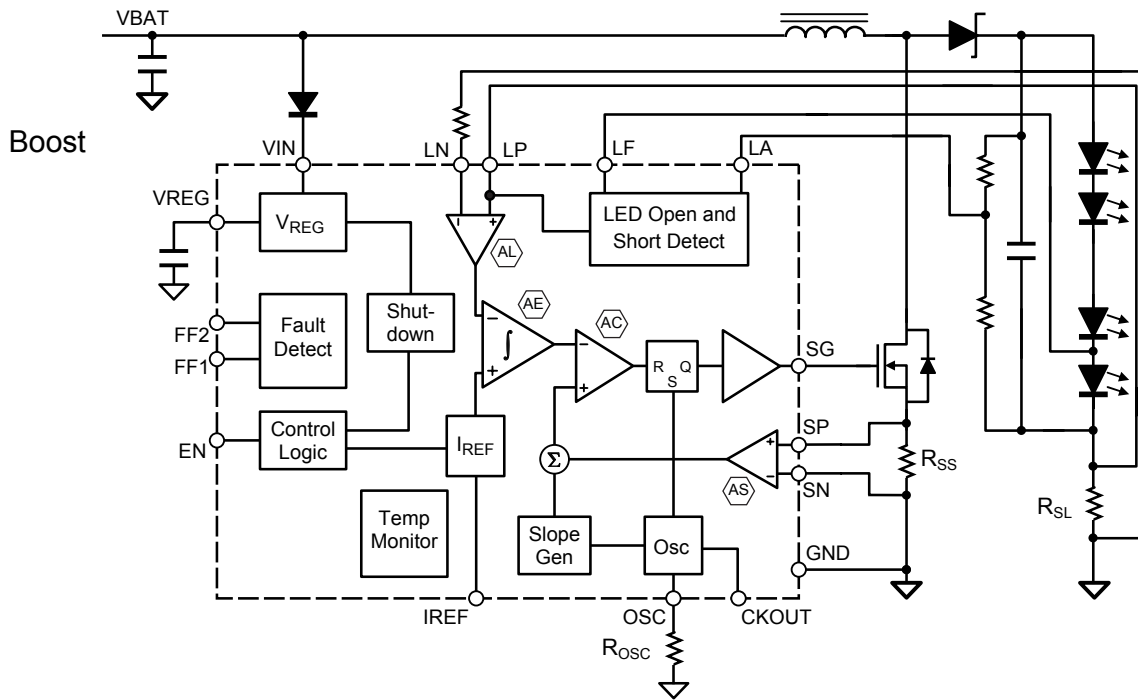 VBAT
Boost
VIN
LN
LP
LF
LA
VREG
VREG
LED Open and
Short Detect
AL
AE
AC
Shut-
down
FF2
FF1
Fault
Detect
−
+
−
+
∫
−
+
R
S
Q
SG
EN
Control
Logic
IREF
Σ
SP
+
−
AS
SN
RSS
RSL
Temp
Monitor
Slope
Gen
Osc
GND
IREF
OSC
CKOUT
ROSC